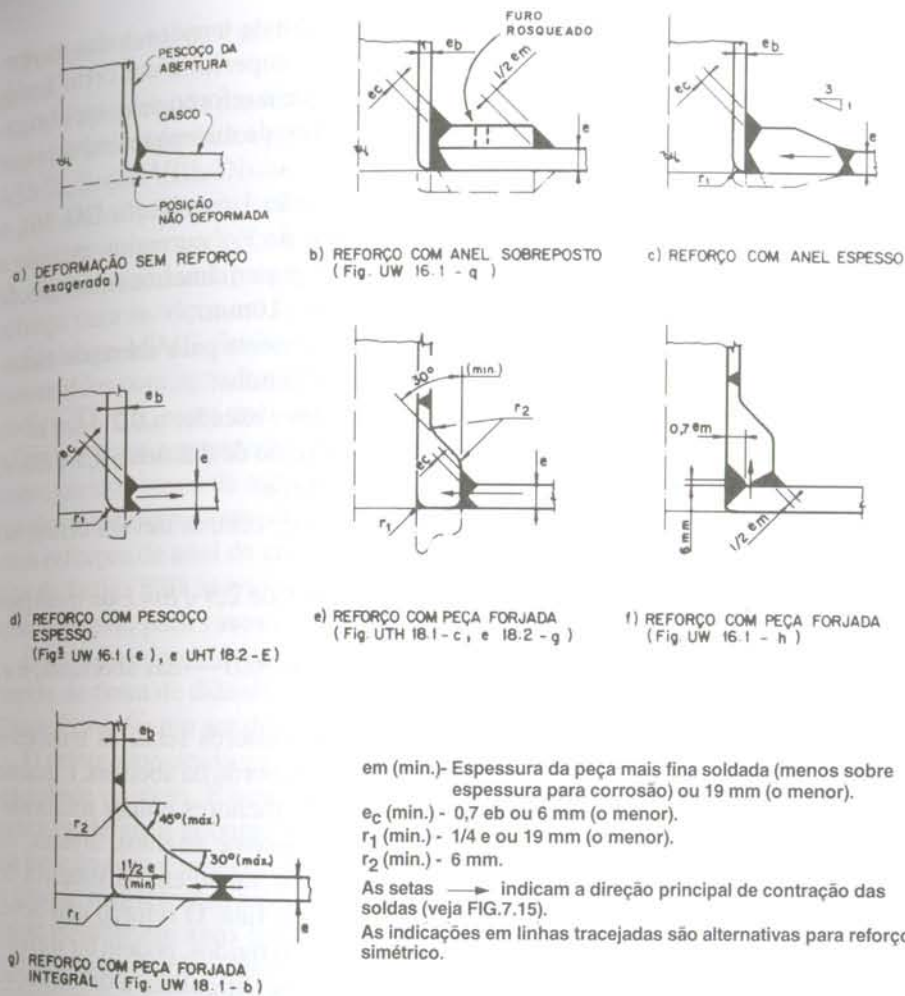 PESCOÇO DA
ABERTURA
CASCO
POSIÇÃO
NÃO DEFORMADA
a) DEFORMAÇÃO SEM REFORÇO
(exagerada)
FURO
ROSQUEADO
eb
ec
1/2 em
e
b) REFORÇO COM ANEL SOBREPOSTO
(Fig. UW 16.1 - q )
eb
ec
3
1
e
r1
c) REFORÇO COM ANEL ESPESSO
eb
ec
e
r1
d) REFORÇO COM PESCOÇO
ESPESSO
(Figs UW 16.1 (e), e UHT 18.2-E)
30°
(min.)
r2
ec
e
r1
e) REFORÇO COM PEÇA FORJADA
(Fig. UTH 18.1-c, e 18.2-g)
0,7 em
6 mm
1/2 em
f) REFORÇO COM PEÇA FORJADA
(Fig. UW 16.1 - h )
eb
r2
45° (máx.)
1 1/2 e
(min)
30° (máx.)
r1
e
g) REFORÇO COM PEÇA FORJADA
INTEGRAL (Fig. UW 18.1-b)
em (min.)- Espessura da peça mais fina soldada (menos sobre
espessura para corrosão) ou 19 mm (o menor).
eC (min.) - 0,7 eb ou 6 mm (o menor).
r1 (min.) - 1/4 e ou 19 mm (o menor).
r2 (min.) - 6 mm.
As setas → indicam a direção principal de contração das
soldas (veja FIG.7.15).
As indicações em linhas tracejadas são alternativas para reforço
simétrico.